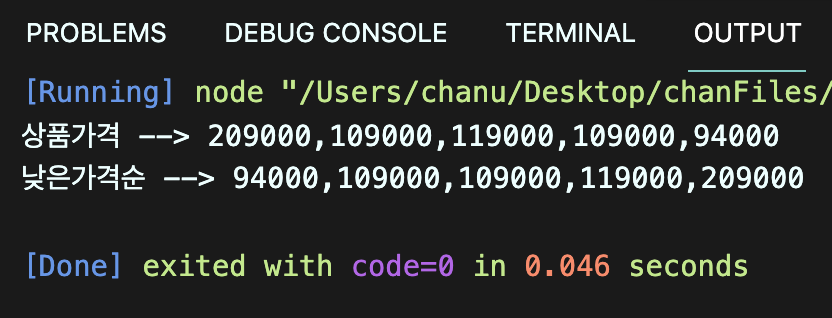 PROBLEMS DEBUG CONSOLE TERMINAL OUTPUT
[Running] node "/Users/chanu/Desktop/chanFiles/
상품가격 --> 209000,109000,119000,109000,94000
낮은가격순 --> 94000,109000,109000,119000,209000
[Done] exited with code=0 in 0.046 seconds